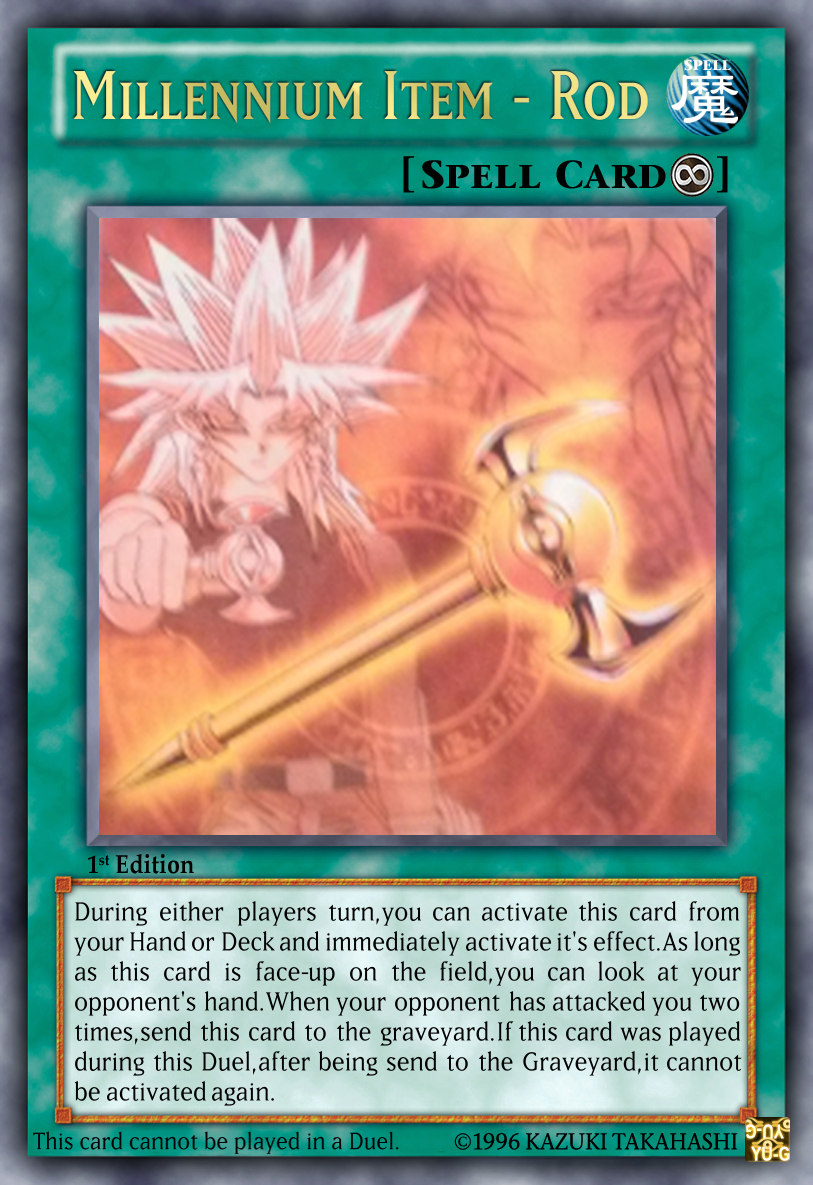 MILLENNIUM ITEM - ROD
SPELL
魔
[SPELL CARD∞]
1st Edition
During either players turn,you can activate this card from
your Hand or Deck and immediately activate it's effect.As long
as this card is face-up on the field,you can look at your
opponent's hand.When your opponent has attacked you two
times,send this card to the graveyard.If this card was played
during this Duel,after being send to the Graveyard,it cannot
be activated again.
This card cannot be played in a Duel. ©1996 KAZUKI TAKAHASHI